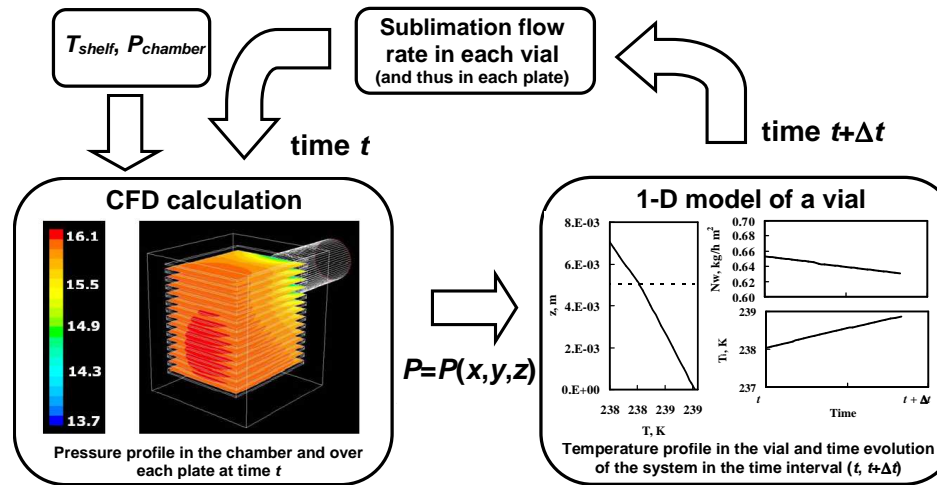 T_shelf, P_chamber
Sublimation flow
rate in each vial
(and thus in each plate)
time t
time t+Δt
CFD calculation
16.1
15.5
14.9
14.3
13.7
Pressure profile in the chamber and over
each plate at time t
P=P(x,y,z)
1-D model of a vial
8.E-03
6.E-03
4.E-03
2.E-03
0.E+00
z, m
238 238 239 239
T, K
0.70
0.68
0.66
0.64
0.62
0.60
Nw, kg/h m²
239
238
237
Tᵢ, K
t
t + Δt
Time
Temperature profile in the vial and time evolution
of the system in the time interval (t, t+Δt)